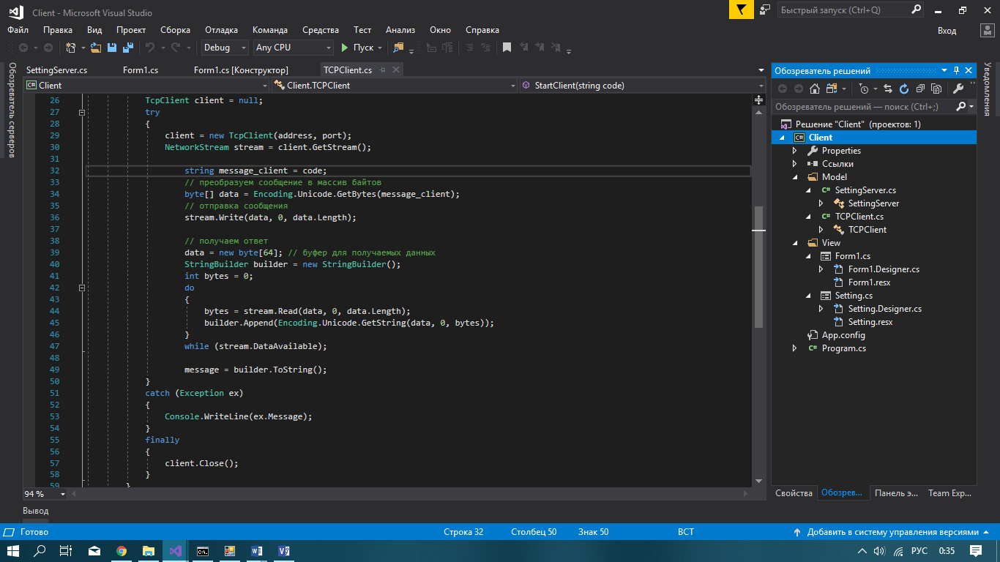 Client - Microsoft Visual Studio
Быстрый запуск (Ctrl+Q)
Файл Правка Вид Проект Сборка Отладка Команда Средства Тест Анализ Окно Справка
Вход
Debug Any CPU Пуск
Обозреватель серверов
SettingServer.cs Form1.cs Form1.cs [Конструктор] TCPClient.cs
Client Client.TCPClient StartClient(string code)
26 TcpClient client = null;
27 try
28 {
29 client = new TcpClient(address, port);
30 NetworkStream stream = client.GetStream();
31
32 string message_client = code;
33 // преобразуем сообщение в массив байтов
34 byte[] data = Encoding.Unicode.GetBytes(message_client);
35 // отправка сообщения
36 stream.Write(data, 0, data.Length);
37
38 // получаем ответ
39 data = new byte[64]; // буфер для получаемых данных
40 StringBuilder builder = new StringBuilder();
41 int bytes = 0;
42 do
43 {
44 bytes = stream.Read(data, 0, data.Length);
45 builder.Append(Encoding.Unicode.GetString(data, 0, bytes));
46 }
47 while (stream.DataAvailable);
48
49 message = builder.ToString();
50 }
51 catch (Exception ex)
52 {
53 Console.WriteLine(ex.Message);
54 }
55 finally
56 {
57 client.Close();
58 }
59 }
94 %
Обозреватель решений
Обозреватель решений — поиск (Ctrl+;)
Решение "Client" (проектов: 1)
C# Client
Properties
Ссылки
Model
C# SettingServer.cs
SettingServer
C# TCPClient.cs
TCPClient
View
Form1.cs
Form1.Designer.cs
Form1.resx
Setting.cs
Setting.Designer.cs
Setting.resx
App.config
C# Program.cs
Свойства Обозрев... Панель э... Team Exp...
Уведомления
Вывод
Готово Строка 32 Столбец 50 Знак 50 ВСТ Добавить в систему управления версиями
РУС 0:35